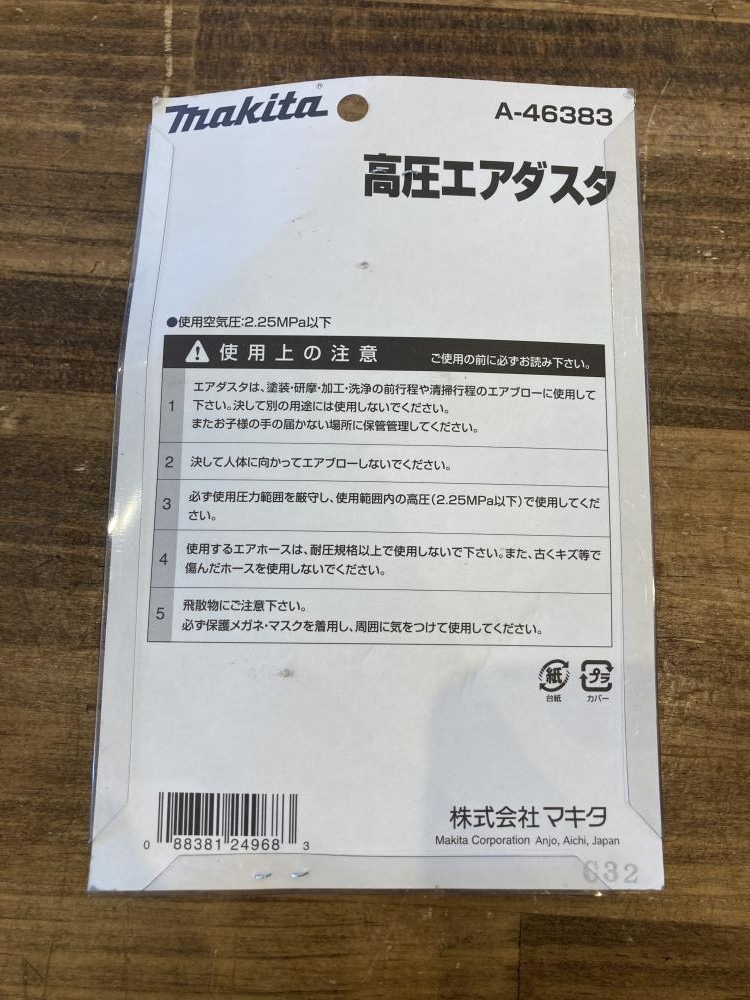 makita®
A-46383
高圧エアダスタ
●使用空気圧:2.25MPa以下
使用上の注意 ご使用の前に必ずお読み下さい。
1 エアダスタは、塗装・研摩・加工・洗浄の前行程や清掃行程のエアブローに使用して
下さい。決して別の用途には使用しないでください。
またお子様の手の届かない場所に保管管理してください。
2 決して人体に向かってエアブローしないでください。
3 必ず使用圧力範囲を厳守し、使用範囲内の高圧(2.25MPa以下)で使用してくだ
さい。
4 使用するエアホースは、耐圧規格以上で使用しないで下さい。また、古くキズ等で
傷んだホースを使用しないでください。
5 飛散物にご注意下さい。
必ず保護メガネ・マスクを着用し、周囲に気をつけて使用してください。
紙 プラ
台紙 カバー
0 88381 24968 3
株式会社 マキタ
Makita Corporation Anjo, Aichi, Japan
C32